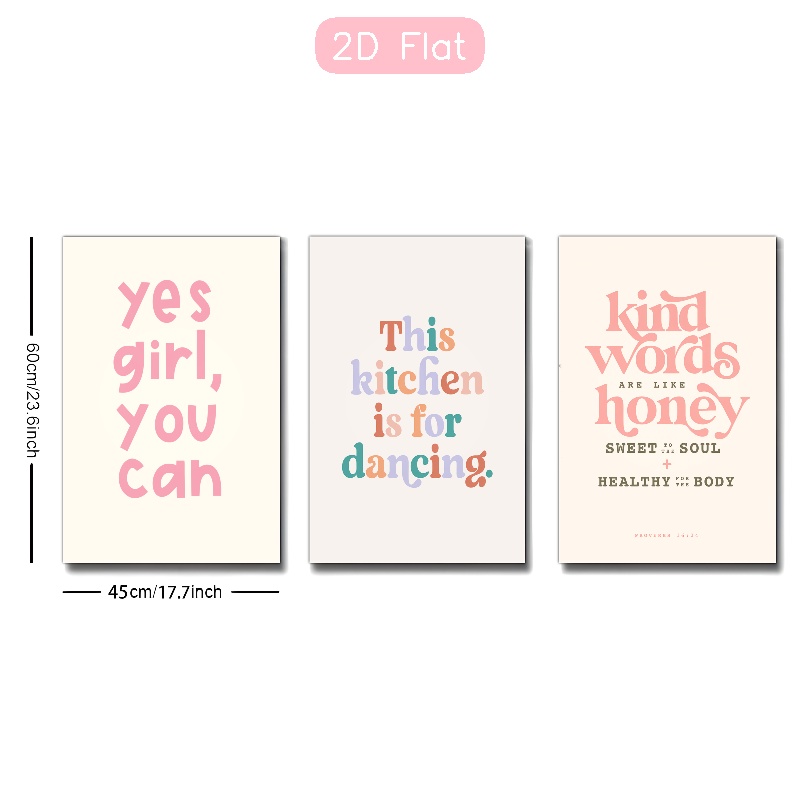 2D Flat
60cm/23.6inch
45cm/17.7inch
yes
girl,
you
can
This
kitchen
is for
dancing.
kind
words
ARE LIKE
honey
SWEET TO THE SOUL
+
HEALTHY FOR THE BODY
PROVERBS